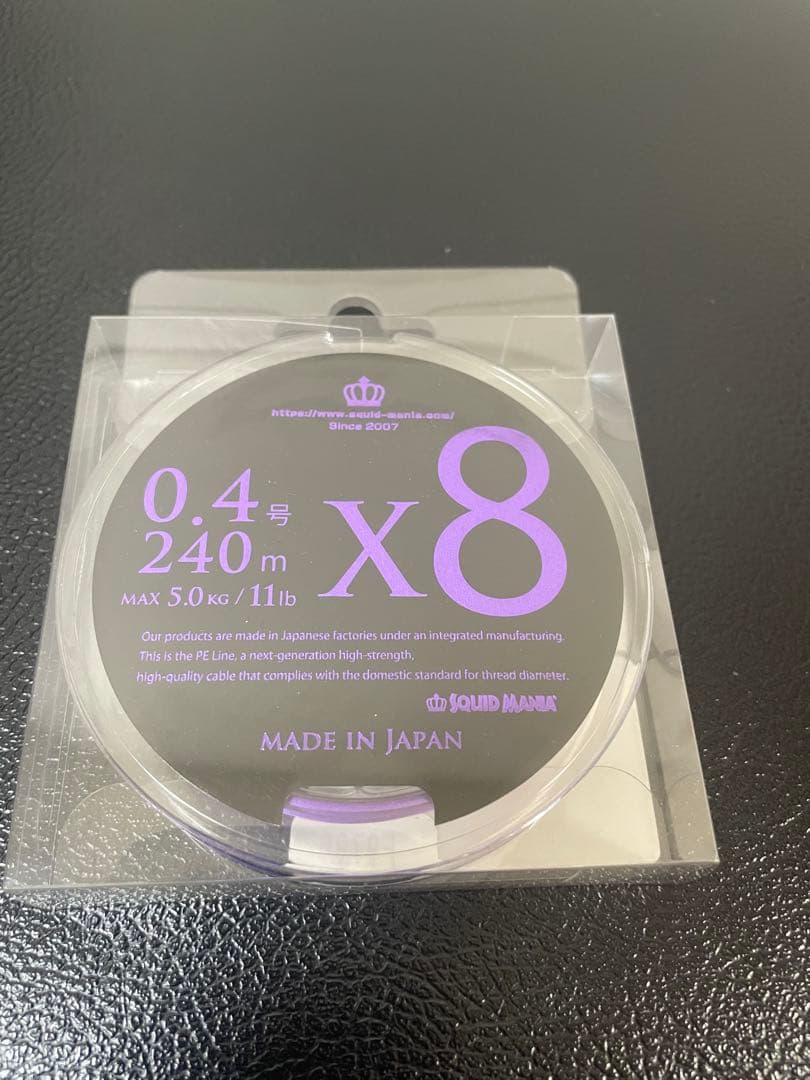 https://www.squid-mania.com/
Since 2007
0.4号
240m
MAX 5.0KG / 11lb
X8
Our products are made in Japanese factories under an integrated manufacturing.
This is the PE Line, a next-generation high-strength,
high-quality cable that complies with the domestic standard for thread diameter.
SQUID MANIA
MADE IN JAPAN